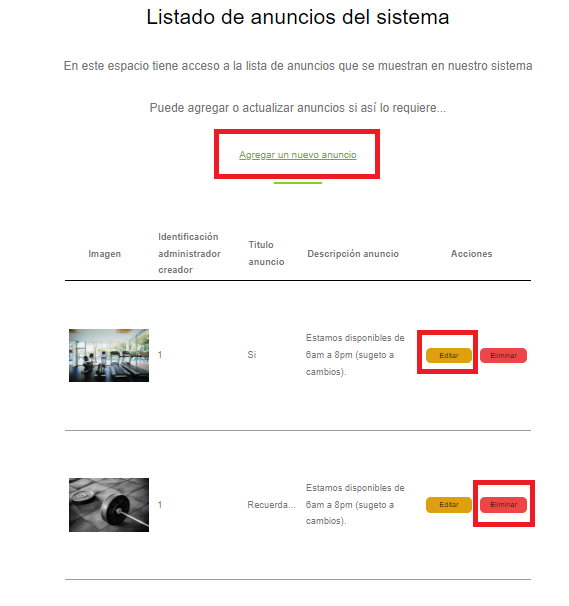 Listado de anuncios del sistema
En este espacio tiene acceso a la lista de anuncios que se muestran en nuestro sistema
Puede agregar o actualizar anuncios si así lo requiere...
Agregar un nuevo anuncio
Imagen
Identificación
administrador
creador
Titulo
anuncio
Descripción anuncio
Acciones
1
Si
Estamos disponibles de
6am a 8pm (sugeto a
cambios).
Editar
Eliminar
1
Recuerda...
Estamos disponibles de
6am a 8pm (sugeto a
cambios).
Editar
Eliminar